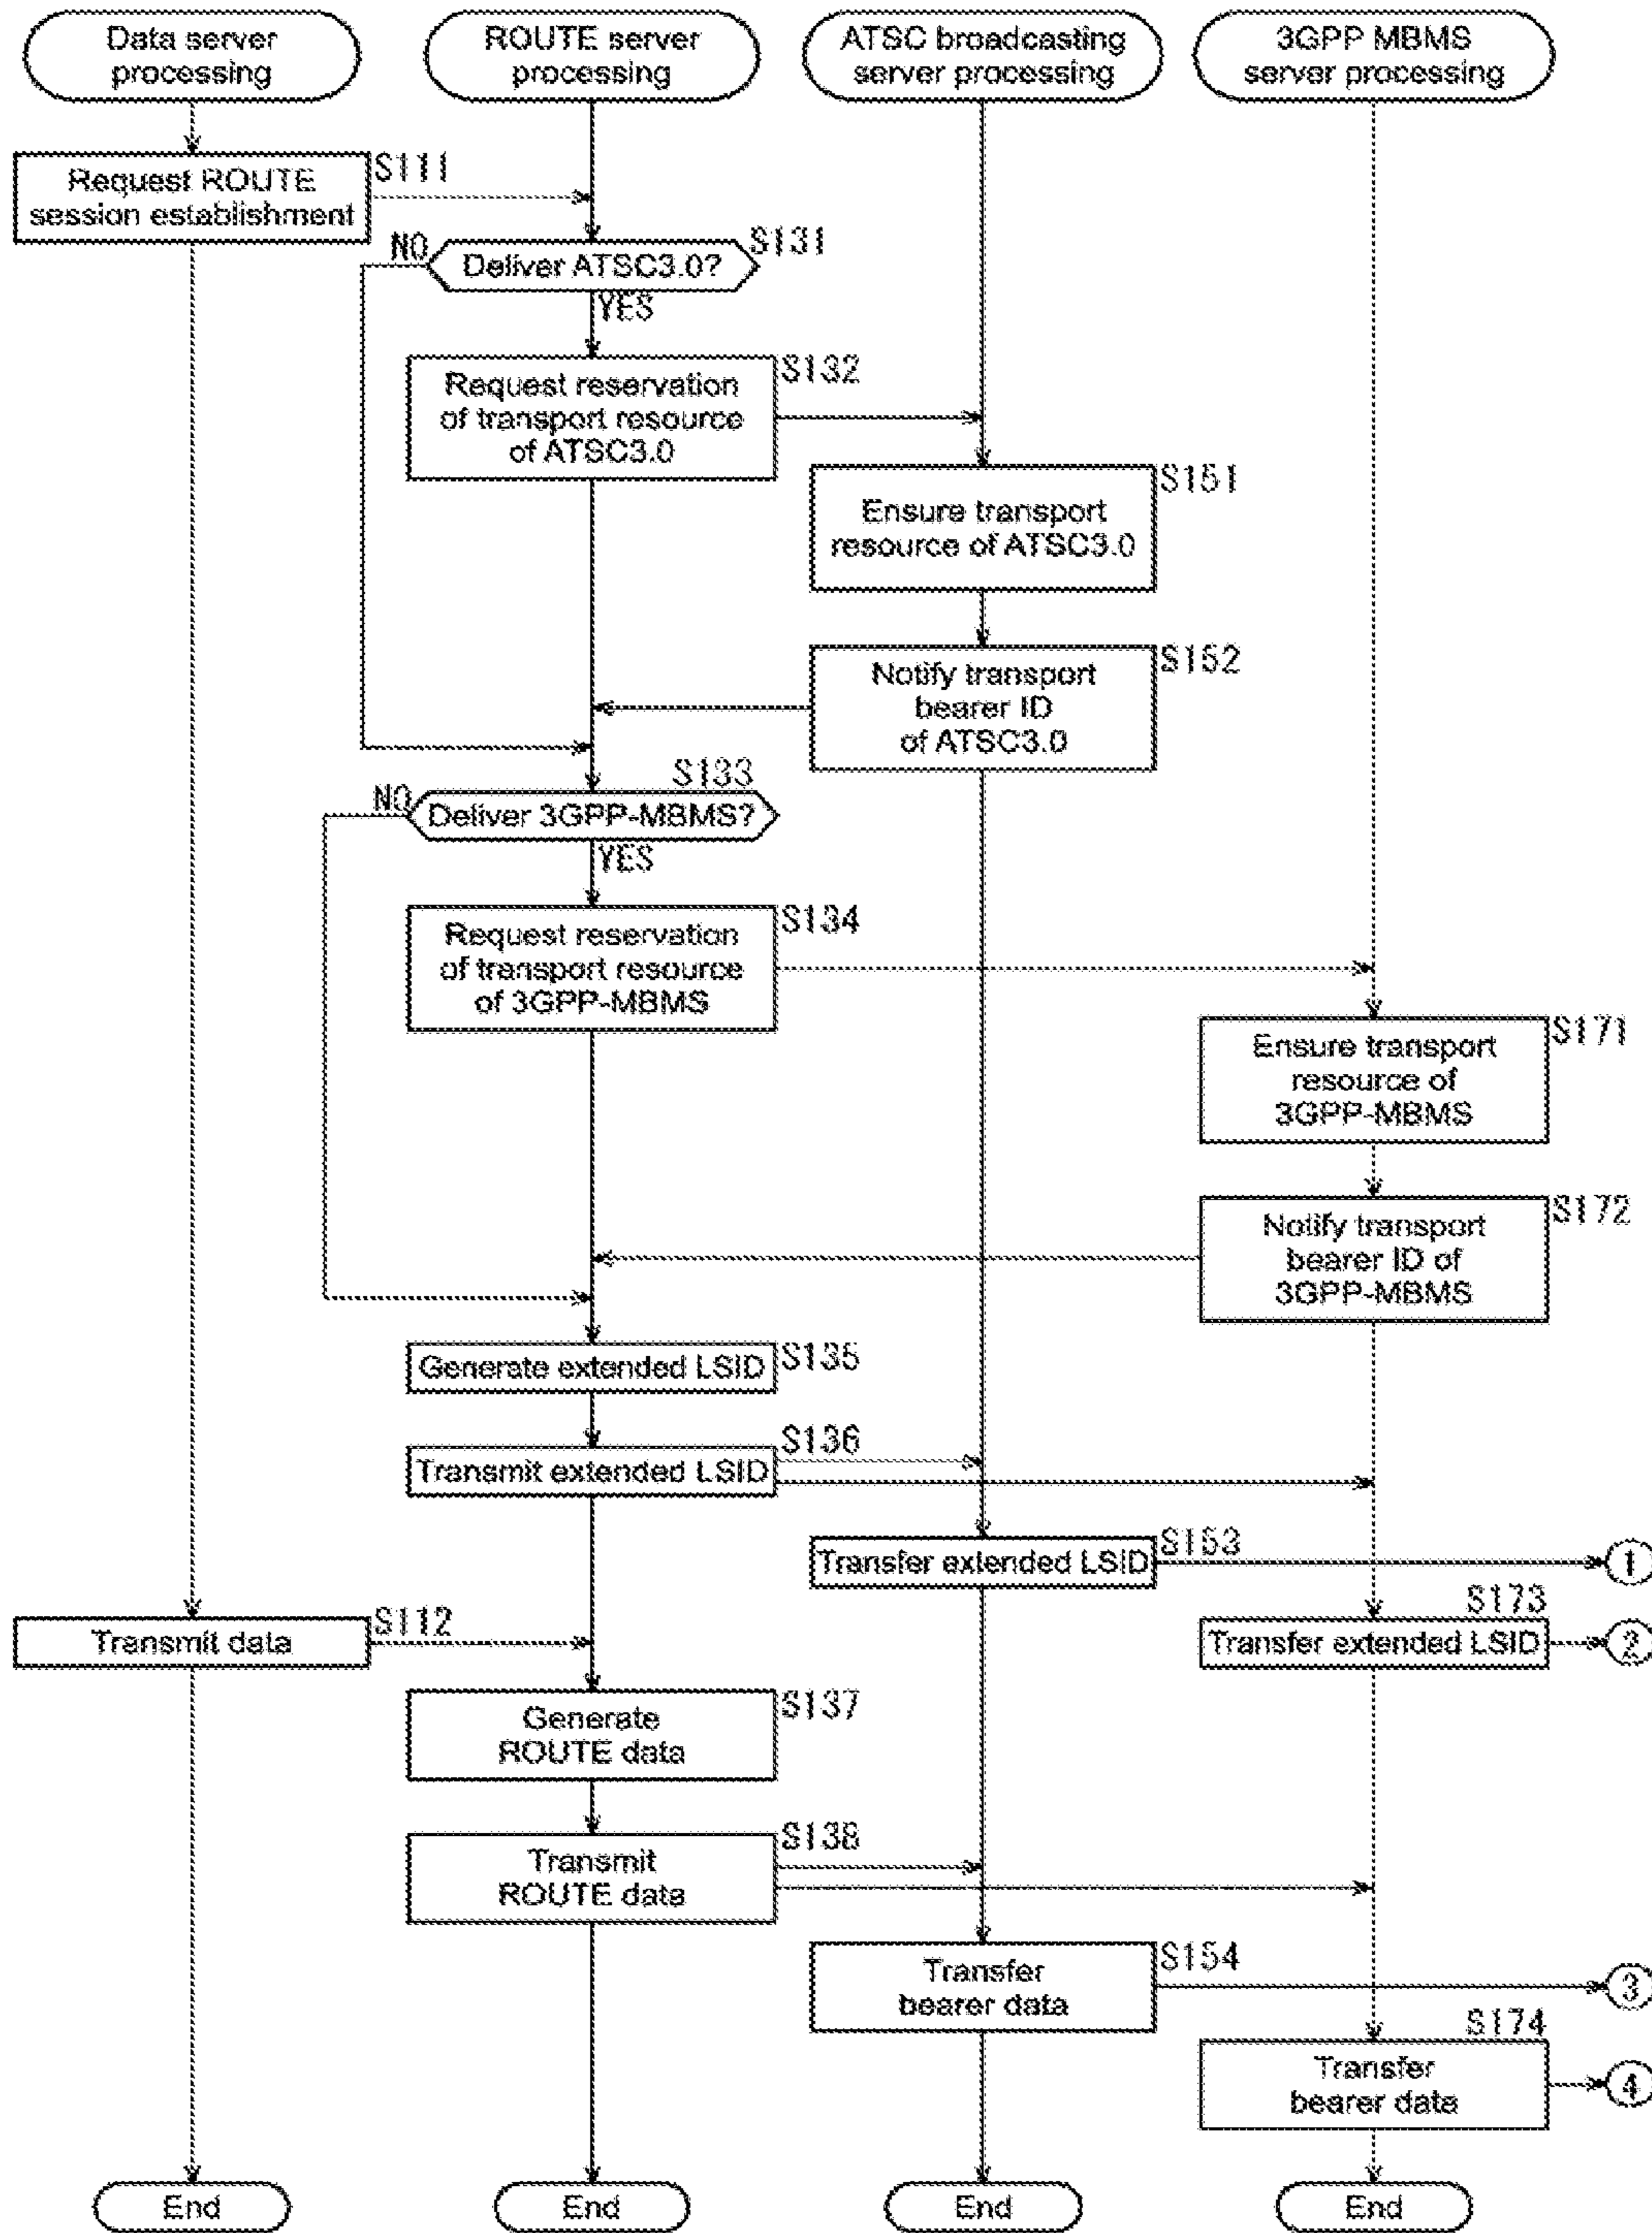 Data server
processing
ROUTE server
processing
ATSC broadcasting
server processing
3GPP MBMS
server processing
Request ROUTE
session establishment
S111
NO
Deliver ATSC3.0?
S131
YES
Request reservation
of transport resource
of ATSC3.0
S132
Ensure transport
resource of ATSC3.0
S151
Notify transport
bearer ID
of ATSC3.0
S152
S133
NO
Deliver 3GPP-MBMS?
YES
Request reservation
of transport resource
of 3GPP-MBMS
S134
Ensure transport
resource of
3GPP-MBMS
S171
Notify transport
bearer ID of
3GPP-MBMS
S172
Generate extended LSID
S135
Transmit extended LSID
S136
Transfer extended LSID
S153
1
Transmit data
S112
S173
Transfer extended LSID
2
Generate
ROUTE data
S137
Transmit
ROUTE data
S138
Transfer
bearer data
S154
3
S174
Transfer
bearer data
4
End
End
End
End